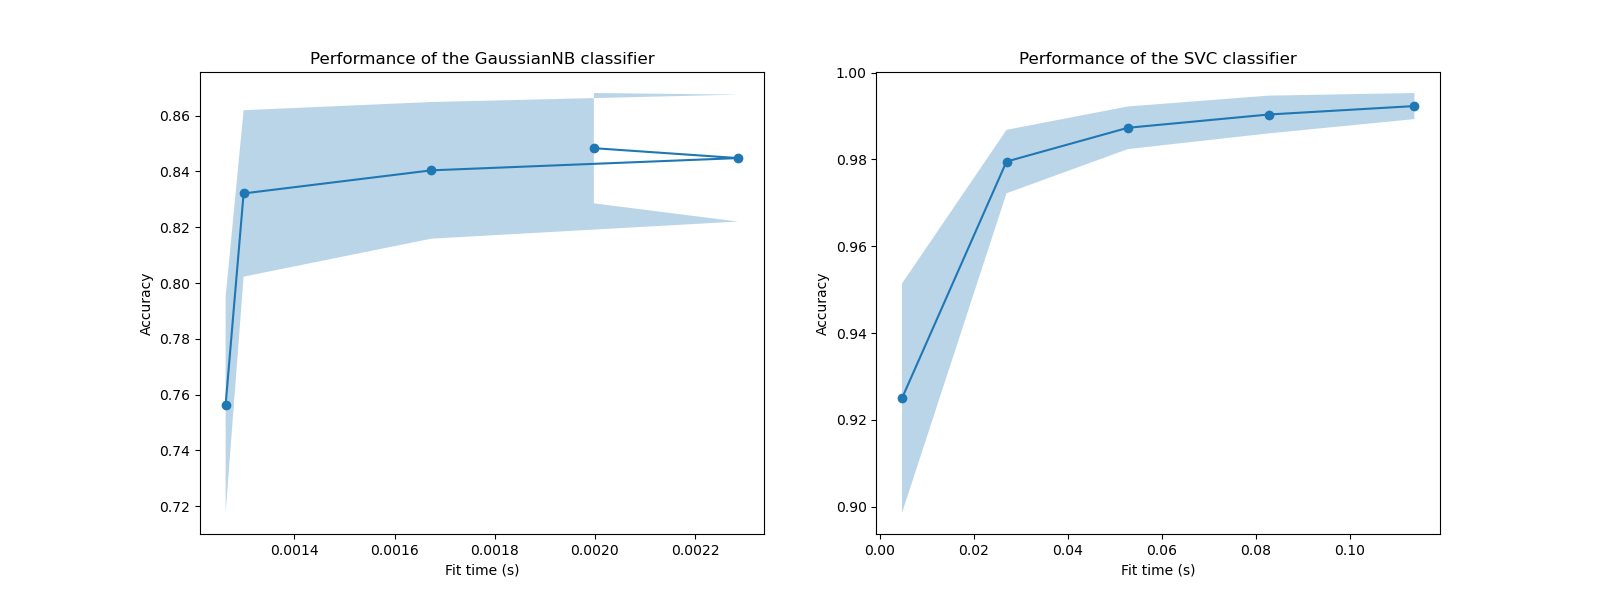 Performance of the GaussianNB classifier
Accuracy
0.86
0.84
0.82
0.80
0.78
0.76
0.74
0.72
0.0014 0.0016 0.0018 0.0020 0.0022
Fit time (s)
Performance of the SVC classifier
Accuracy
1.00
0.98
0.96
0.94
0.92
0.90
0.00 0.02 0.04 0.06 0.08 0.10
Fit time (s)